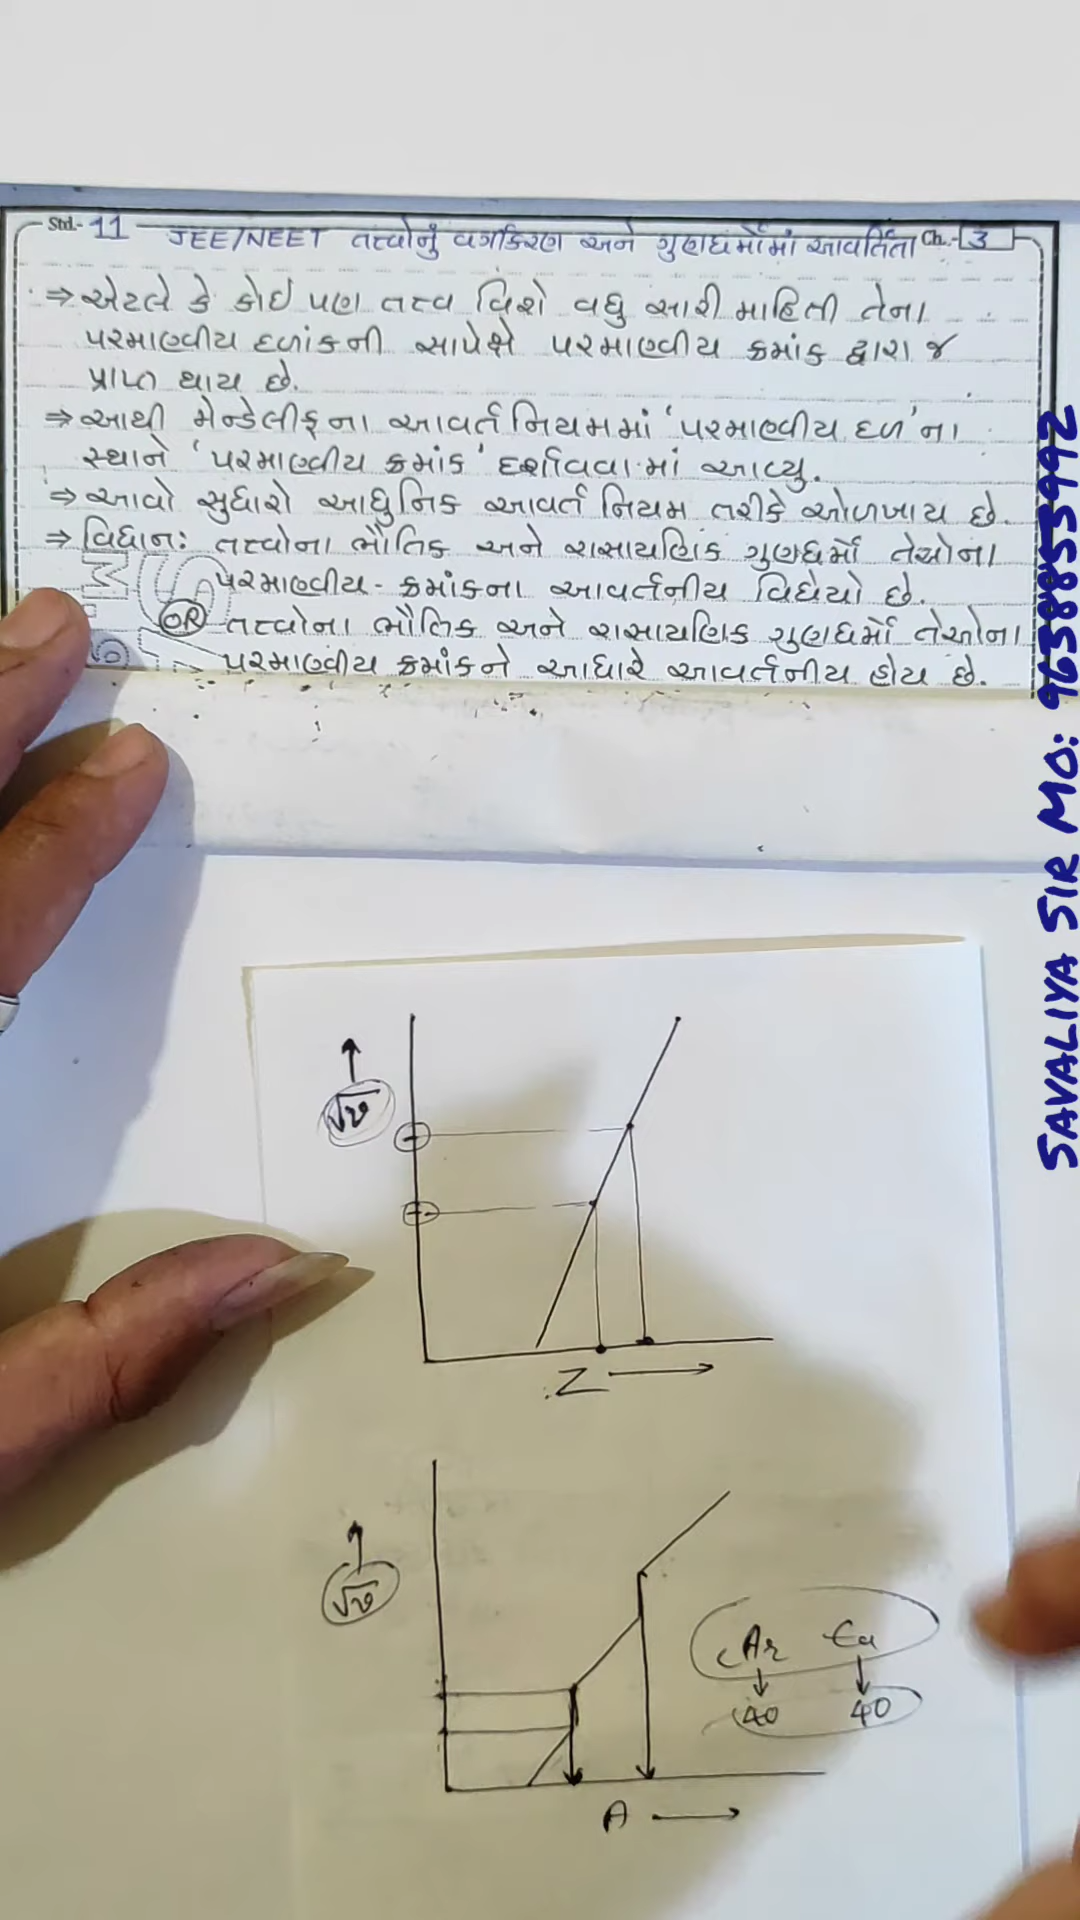 Std.- 11 JEE/NEET તત્ત્વોનું વર્ગીકરણ અને ગુણધર્મોમાં આવર્તિતા Ch.- 3
⇒ એટલે કે કોઈ પણ તત્ત્વ વિશે વધુ સારી માહિતી તેના
પરમાણ્વીય દળાંકની સાપેક્ષે પરમાણ્વીય ક્રમાંક દ્વારા જ
પ્રાપ્ત થાય છે.
⇒ આથી મેન્ડેલીફના આવર્ત નિયમમાં 'પરમાણ્વીય દળ' ના
સ્થાને 'પરમાણ્વીય ક્રમાંક' દર્શાવવામાં આવ્યુ.
⇒ આવો સુધારો આધુનિક આવર્ત નિયમ તરીકે ઓળખાય છે.
⇒ વિધાન: તત્ત્વોના ભૌતિક અને રાસાયણિક ગુણધર્મો તેઓના
પરમાણ્વીય-ક્રમાંકના આવર્તનીય વિધેયો છે.
OR તત્ત્વોના ભૌતિક અને રાસાયણિક ગુણધર્મો તેઓના
પરમાણ્વીય ક્રમાંકને આધારે આવર્તનીય હોય છે.
SAVALIYA SIR MO: 9638855992
√ν
Z
√ν
Ar Ca
40 40
A